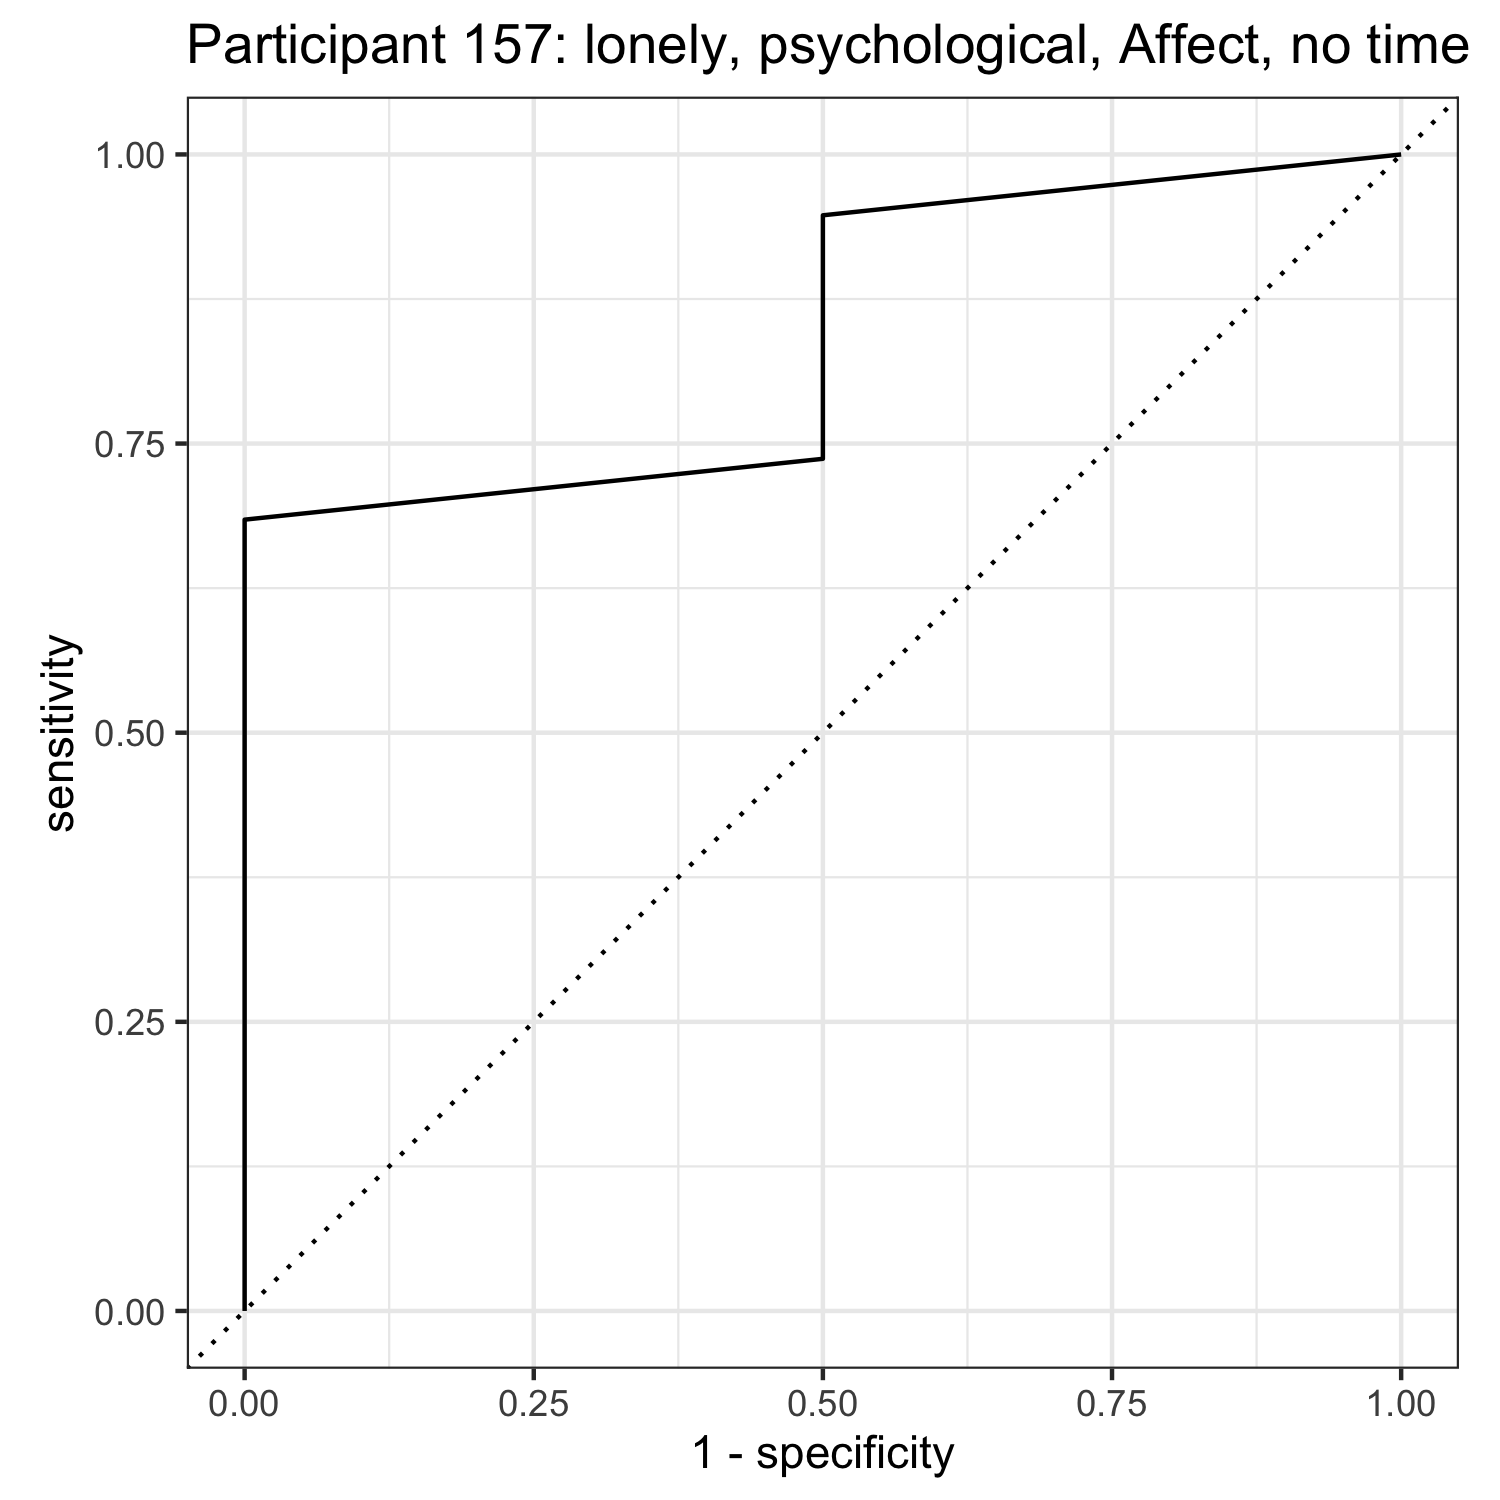 Participant 157: lonely, psychological, Affect, no time
1.00
0.75
0.50
0.25
0.00
sensitivity
0.00 0.25 0.50 0.75 1.00
1 - specificity